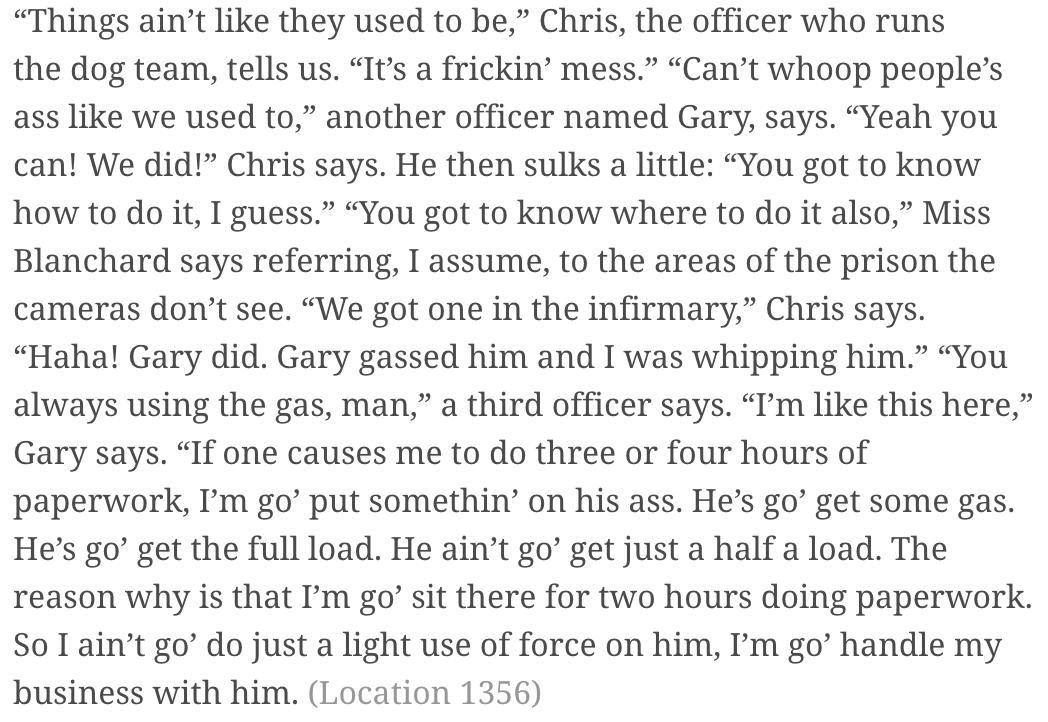 “Things ain’t like they used to be,” Chris, the officer who runs
the dog team, tells us. “It’s a frickin’ mess.” “Can’t whoop people’s
ass like we used to,” another officer named Gary, says. “Yeah you
can! We did!” Chris says. He then sulks a little: “You got to know
how to do it, I guess.” “You got to know where to do it also,” Miss
Blanchard says referring, I assume, to the areas of the prison the
cameras don’t see. “We got one in the infirmary,” Chris says.
“Haha! Gary did. Gary gassed him and I was whipping him.” “You
always using the gas, man,” a third officer says. “I’m like this here,”
Gary says. “If one causes me to do three or four hours of
paperwork, I’m go’ put somethin’ on his ass. He’s go’ get some gas.
He’s go’ get the full load. He ain’t go’ get just a half a load. The
reason why is that I’m go’ sit there for two hours doing paperwork.
So I ain’t go’ do just a light use of force on him, I’m go’ handle my
business with him. (Location 1356)